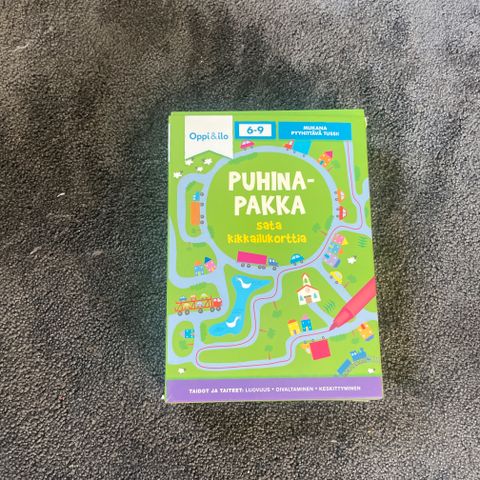 Oppi&ilo
6-9
MUKANA
PYYHITTÄVÄ TUSSI
PUHINA-
PAKKA
sata
kikkailukorttia
TAIDOT JA TAITEET: LUOVUUS • OIVALTAMINEN • KESKITTYMINEN